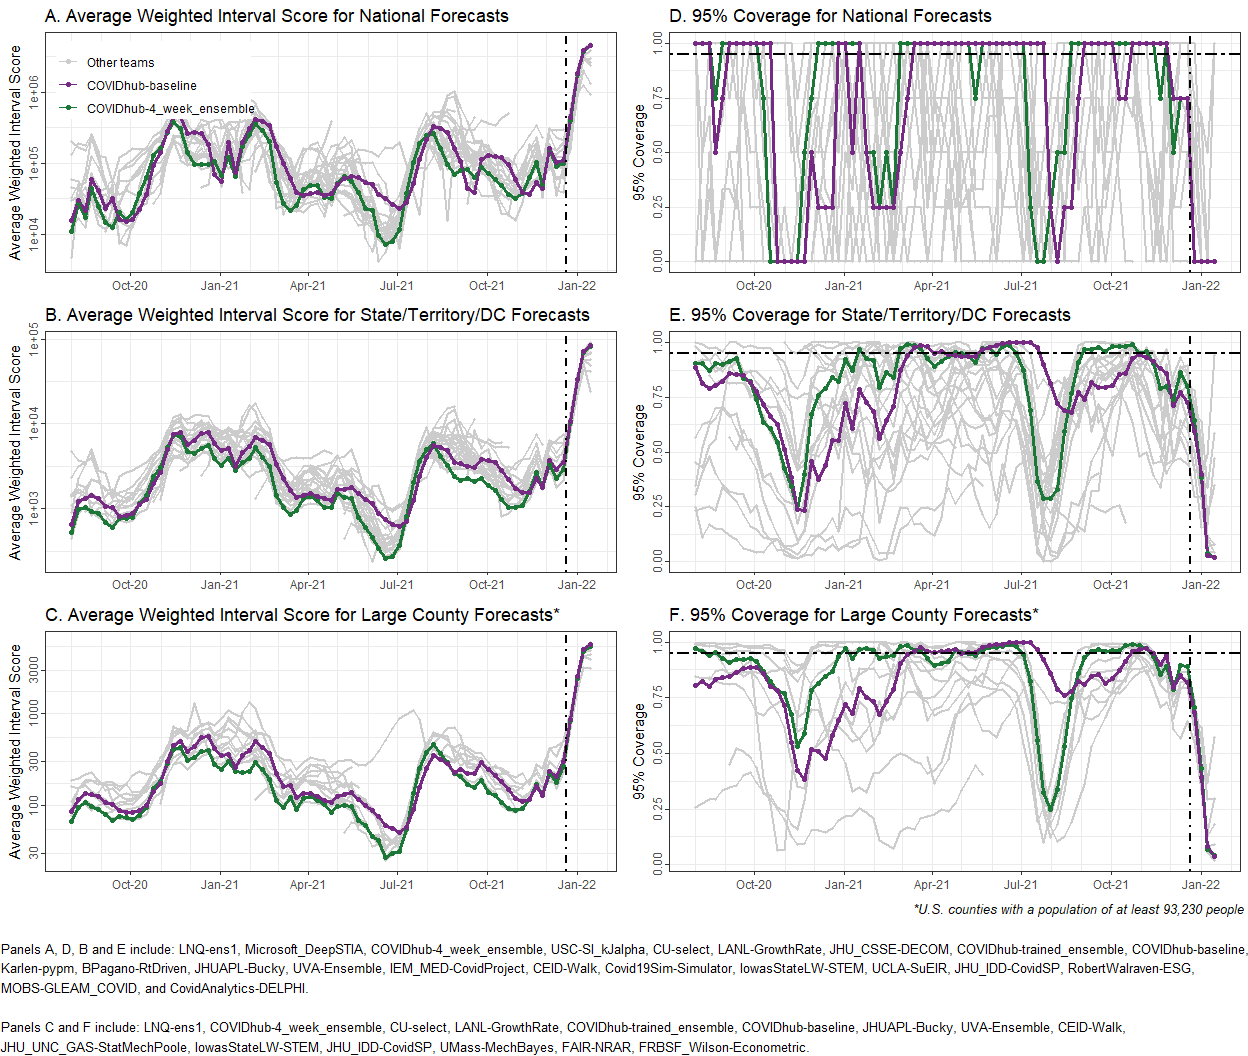 A. Average Weighted Interval Score for National Forecasts
Average Weighted Interval Score
1e+06
1e+05
1e+04
Other teams
COVIDhub-baseline
COVIDhub-4_week_ensemble
Oct-20 Jan-21 Apr-21 Jul-21 Oct-21 Jan-22
D. 95% Coverage for National Forecasts
95% Coverage
1.00
0.75
0.50
0.25
0.00
Oct-20 Jan-21 Apr-21 Jul-21 Oct-21 Jan-22
B. Average Weighted Interval Score for State/Territory/DC Forecasts
Average Weighted Interval Score
1e+05
1e+04
1e+03
Oct-20 Jan-21 Apr-21 Jul-21 Oct-21 Jan-22
E. 95% Coverage for State/Territory/DC Forecasts
95% Coverage
1.00
0.75
0.50
0.25
0.00
Oct-20 Jan-21 Apr-21 Jul-21 Oct-21 Jan-22
C. Average Weighted Interval Score for Large County Forecasts*
Average Weighted Interval Score
3000
1000
300
100
30
Oct-20 Jan-21 Apr-21 Jul-21 Oct-21 Jan-22
F. 95% Coverage for Large County Forecasts*
95% Coverage
1.00
0.75
0.50
0.25
0.00
Oct-20 Jan-21 Apr-21 Jul-21 Oct-21 Jan-22
*U.S. counties with a population of at least 93,230 people
Panels A, D, B and E include: LNQ-ens1, Microsoft_DeepSTIA, COVIDhub-4_week_ensemble, USC-SI_kJalpha, CU-select, LANL-GrowthRate, JHU_CSSE-DECOM, COVIDhub-trained_ensemble, COVIDhub-baseline,
Karlen-pypm, BPagano-RtDriven, JHUAPL-Bucky, UVA-Ensemble, IEM_MED-CovidProject, CEID-Walk, Covid19Sim-Simulator, IowasStateLW-STEM, UCLA-SuEIR, JHU_IDD-CovidSP, RobertWalraven-ESG,
MOBS-GLEAM_COVID, and CovidAnalytics-DELPHI.
Panels C and F include: LNQ-ens1, COVIDhub-4_week_ensemble, CU-select, LANL-GrowthRate, COVIDhub-trained_ensemble, COVIDhub-baseline, JHUAPL-Bucky, UVA-Ensemble, CEID-Walk,
JHU_UNC_GAS-StatMechPoole, IowasStateLW-STEM, JHU_IDD-CovidSP, UMass-MechBayes, FAIR-NRAR, FRBSF_Wilson-Econometric.